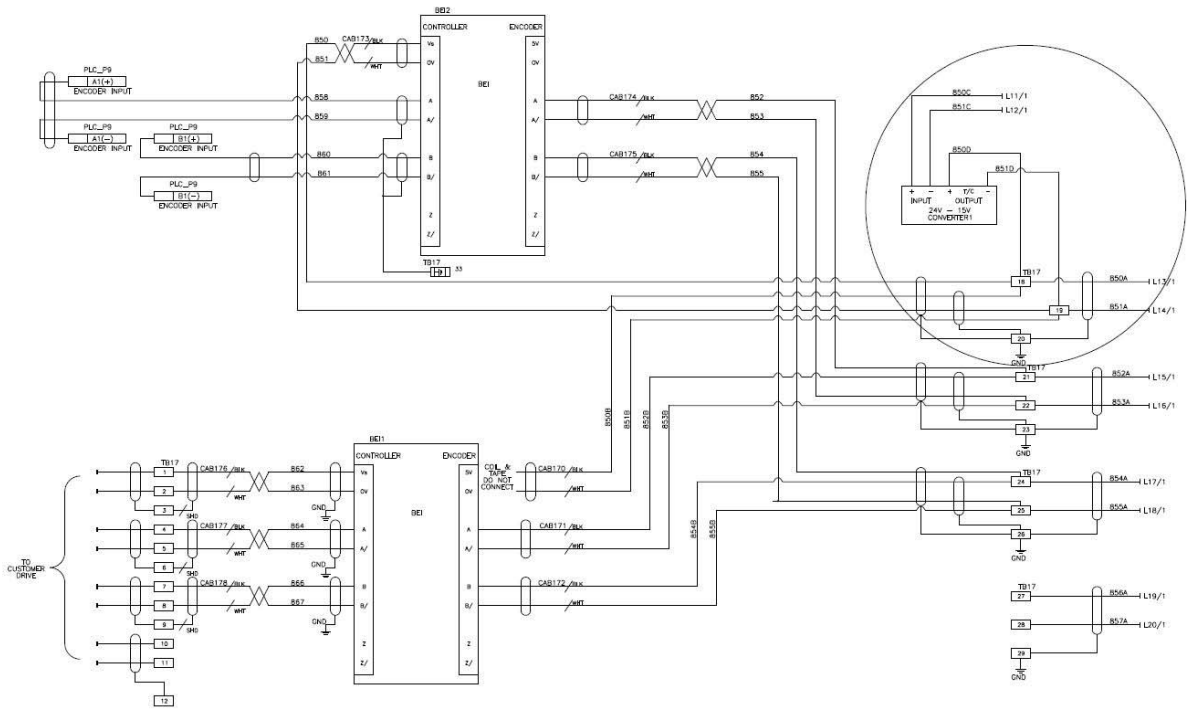 BEI2
CONTROLLER
ENCODER
Vs
0V
A
A/
B
B/
Z
Z/
BEI
5V
0V
A
A/
B
B/
Z
Z/
850
CAB173
BLK
851
WHT
PLC_P9
A1(+)
ENCODER INPUT
858
859
PLC_P9
A1(-)
ENCODER INPUT
PLC_P9
B1(+)
ENCODER INPUT
860
861
PLC_P9
B1(-)
ENCODER INPUT
TB17
33
CAB174
BLK
852
WHT
853
CAB175
BLK
854
WHT
855
850C
L11/1
851C
L12/1
850D
851D
+ - + T/C -
INPUT OUTPUT
24V - 15V
CONVERTER1
TB17
18
850A
L13/1
19
851A
L14/1
20
GND
TB17
21
852A
L15/1
22
853A
L16/1
23
GND
TB17
24
854A
L17/1
25
855A
L18/1
26
GND
TB17
27
856A
L19/1
28
857A
L20/1
29
GND
850B
851B
852B
853B
854B
855B
BEI1
CONTROLLER
ENCODER
Vs
0V
A
A/
B
B/
Z
Z/
BEI
5V
0V
A
A/
B
B/
Z
Z/
COIL &
TAPE
DO NOT
CONNECT
CAB170
BLK
WHT
CAB171
BLK
WHT
CAB172
BLK
WHT
TB17
1
CAB176
BLK
862
2
WHT
863
3
SHD
GND
4
CAB177
BLK
864
5
WHT
865
6
SHD
GND
7
CAB178
BLK
866
8
WHT
867
9
SHD
GND
10
11
12
TO
CUSTOMER
DRIVE